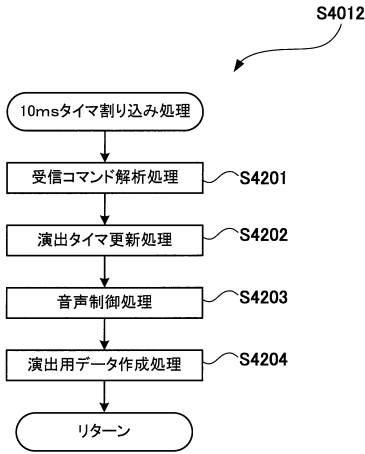 S4012
10msタイマ割り込み処理
受信コマンド解析処理
S4201
演出タイマ更新処理
S4202
音声制御処理
S4203
演出用データ作成処理
S4204
リターン